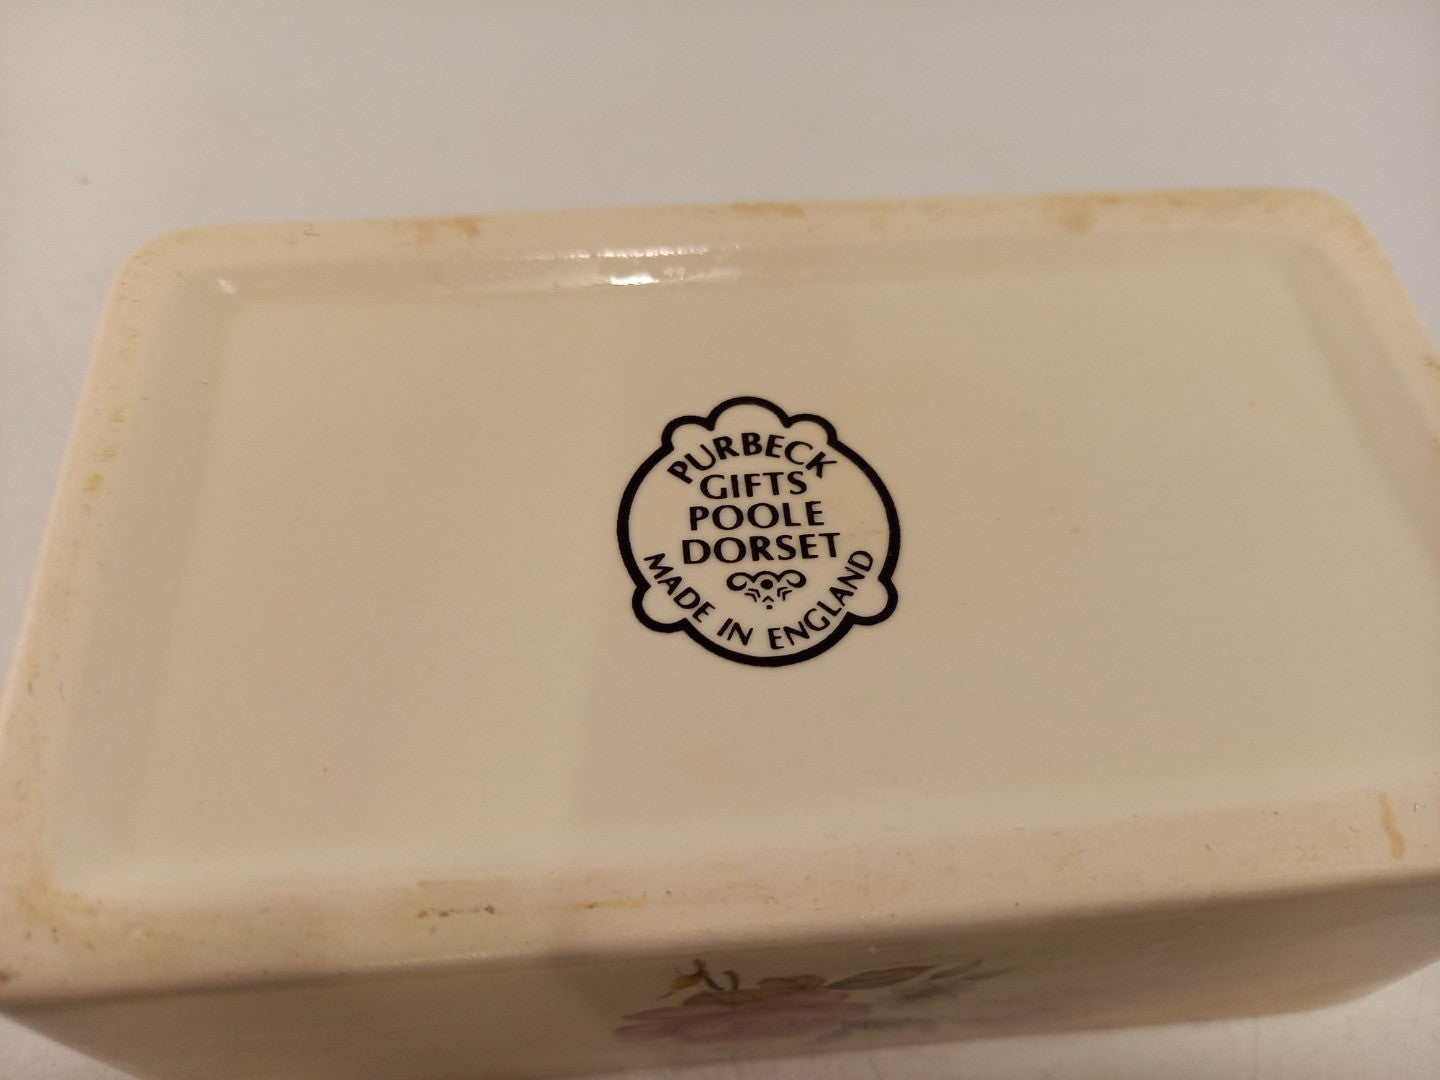 PURBECK
GIFTS
POOLE
DORSET
MADE IN ENGLAND